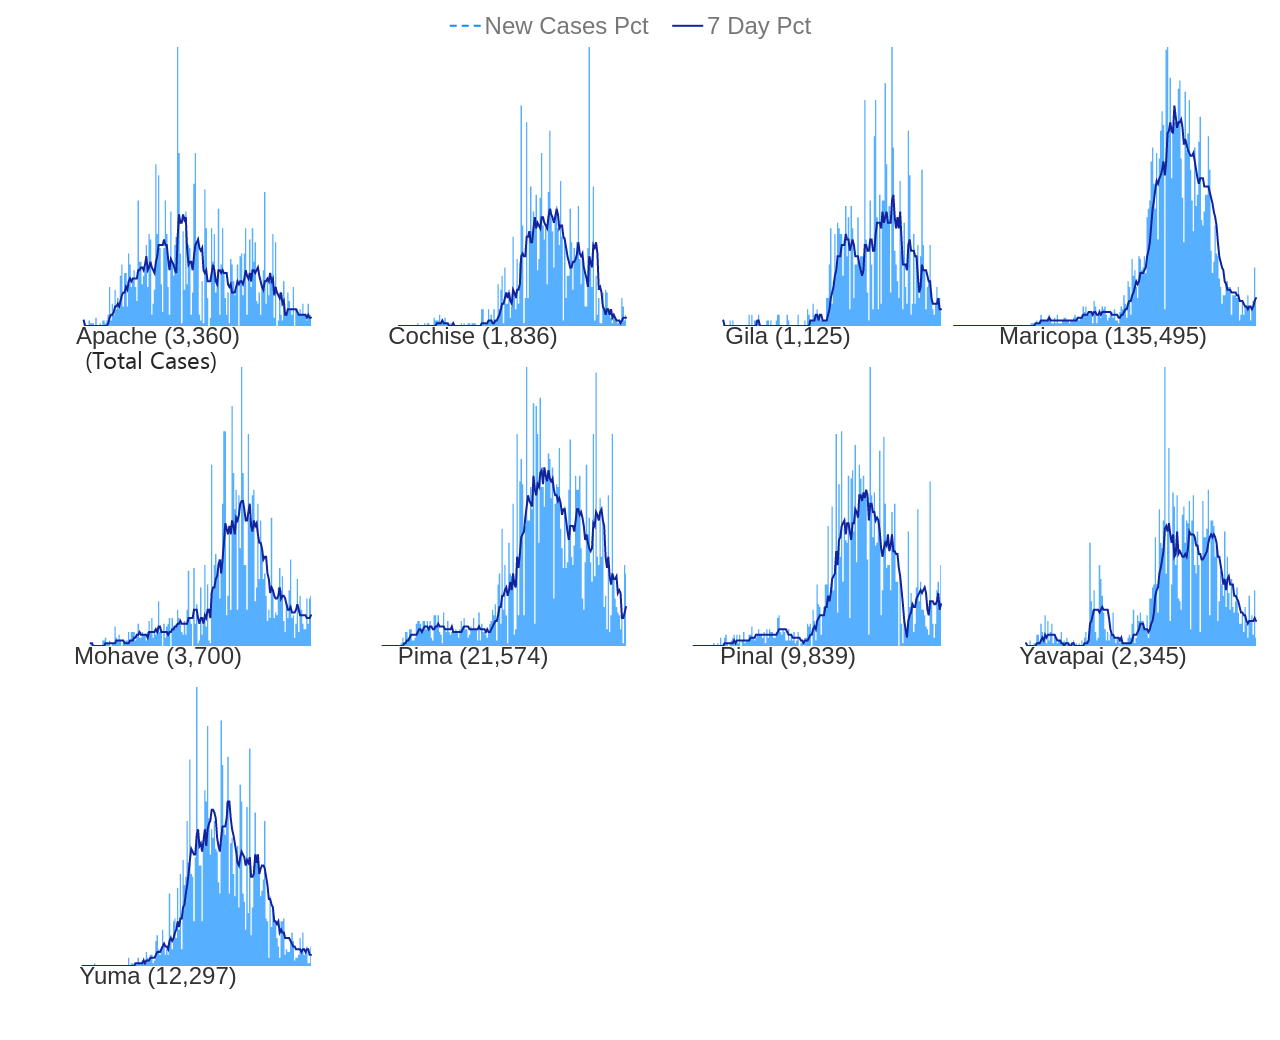 New Cases Pct 7 Day Pct
Apache (3,360) Cochise (1,836) Gila (1,125) Maricopa (135,495)
(Total Cases)
Mohave (3,700) Pima (21,574) Pinal (9,839) Yavapai (2,345)
Yuma (12,297)